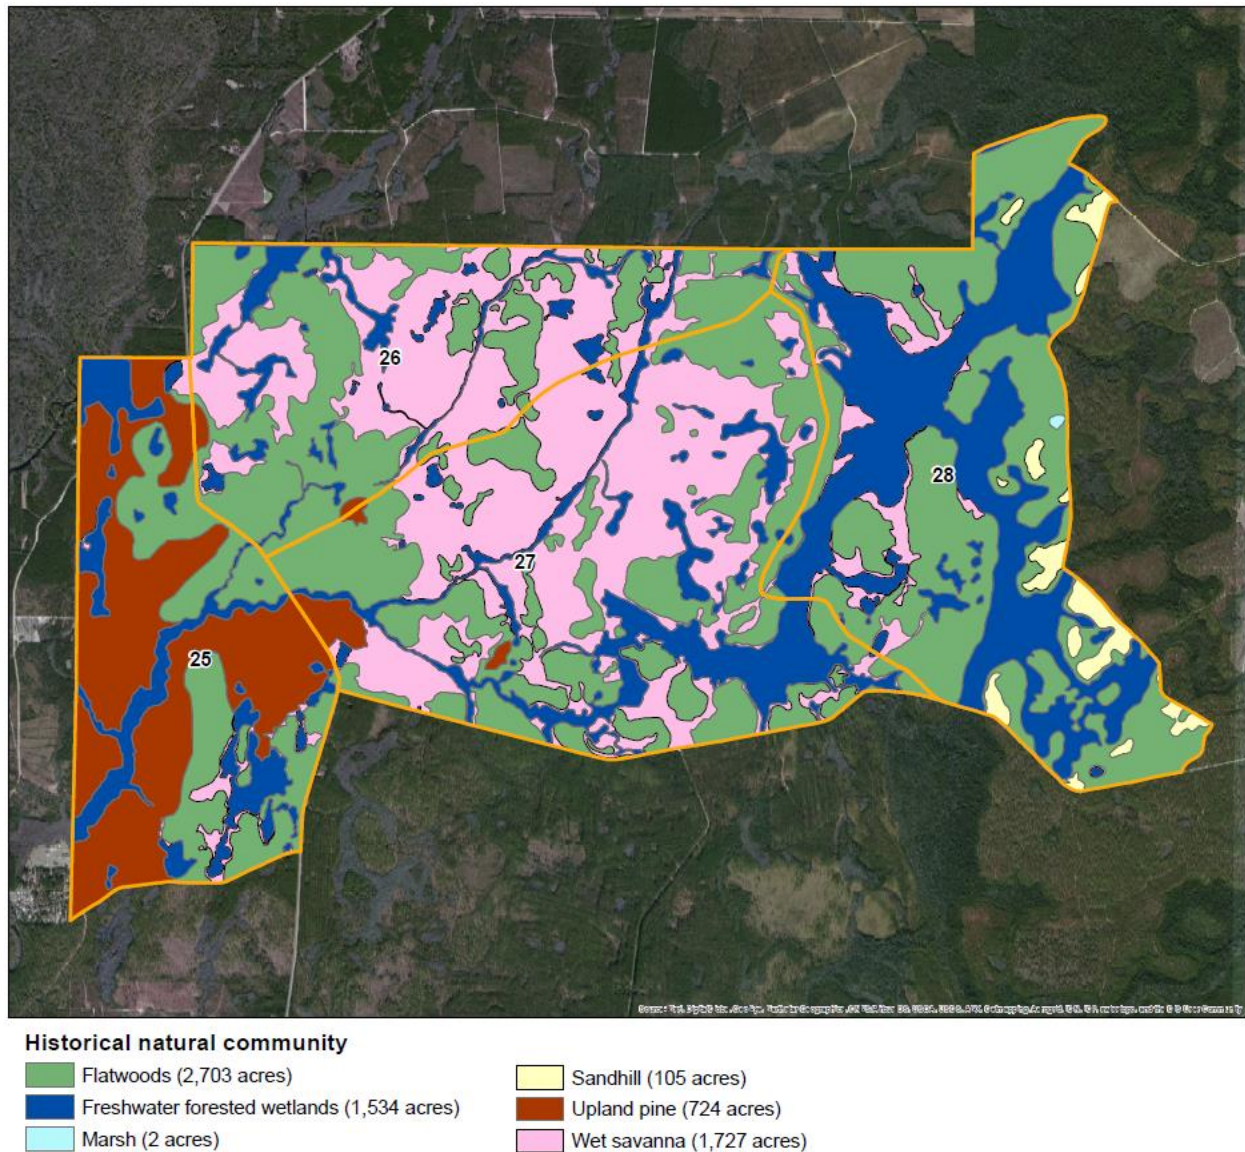 26
28
27
25
Historical natural community
Flatwoods (2,703 acres)
Freshwater forested wetlands (1,534 acres)
Marsh (2 acres)
Sandhill (105 acres)
Upland pine (724 acres)
Wet savanna (1,727 acres)